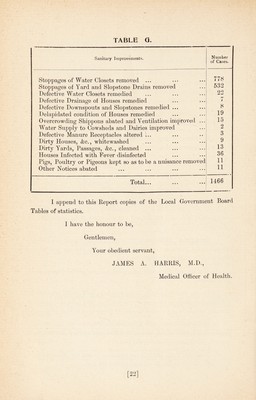 TABLE G.
Sanitary Improvements. Number of Cases.
Stoppages of Water Closets removed ... ... ... 778
Stoppages of Yard and Slopstone Drains removed ... 532
Defective Water Closets remedied ... ... ... 22
Defective Drainage of Houses remedied ... ... 7
Defective Downspouts and Slopstones remedied ... ... 8
Delapidated condition of Houses remedied ... ... 19
Overcrowding Shippons abated and Ventilation improved ... 15
Water Supply to Cowsheds and Dairies improved ... 2
Defective Manure Receptacles altered ... ... ... 3
Dirty Houses, &c., whitewashed ... ... ... 9
Dirty Yards, Passages, &c., cleaned ... ... ... 13
Houses Infected with Fever disinfected ... ... 36
Pigs, Poultry or Pigeons kept so as to be a nuisance removed 11
Other Notices abated ... ... ... ... 11
Total... ... ... 1466
I append to this Report copies of the Local Government Board
Tables of statistics.
I have the honour to be,
Gentlemen,
Your obedient servant,
JAMES A. HARRIS, M.D.,
Medical Officer of Health.
[22]